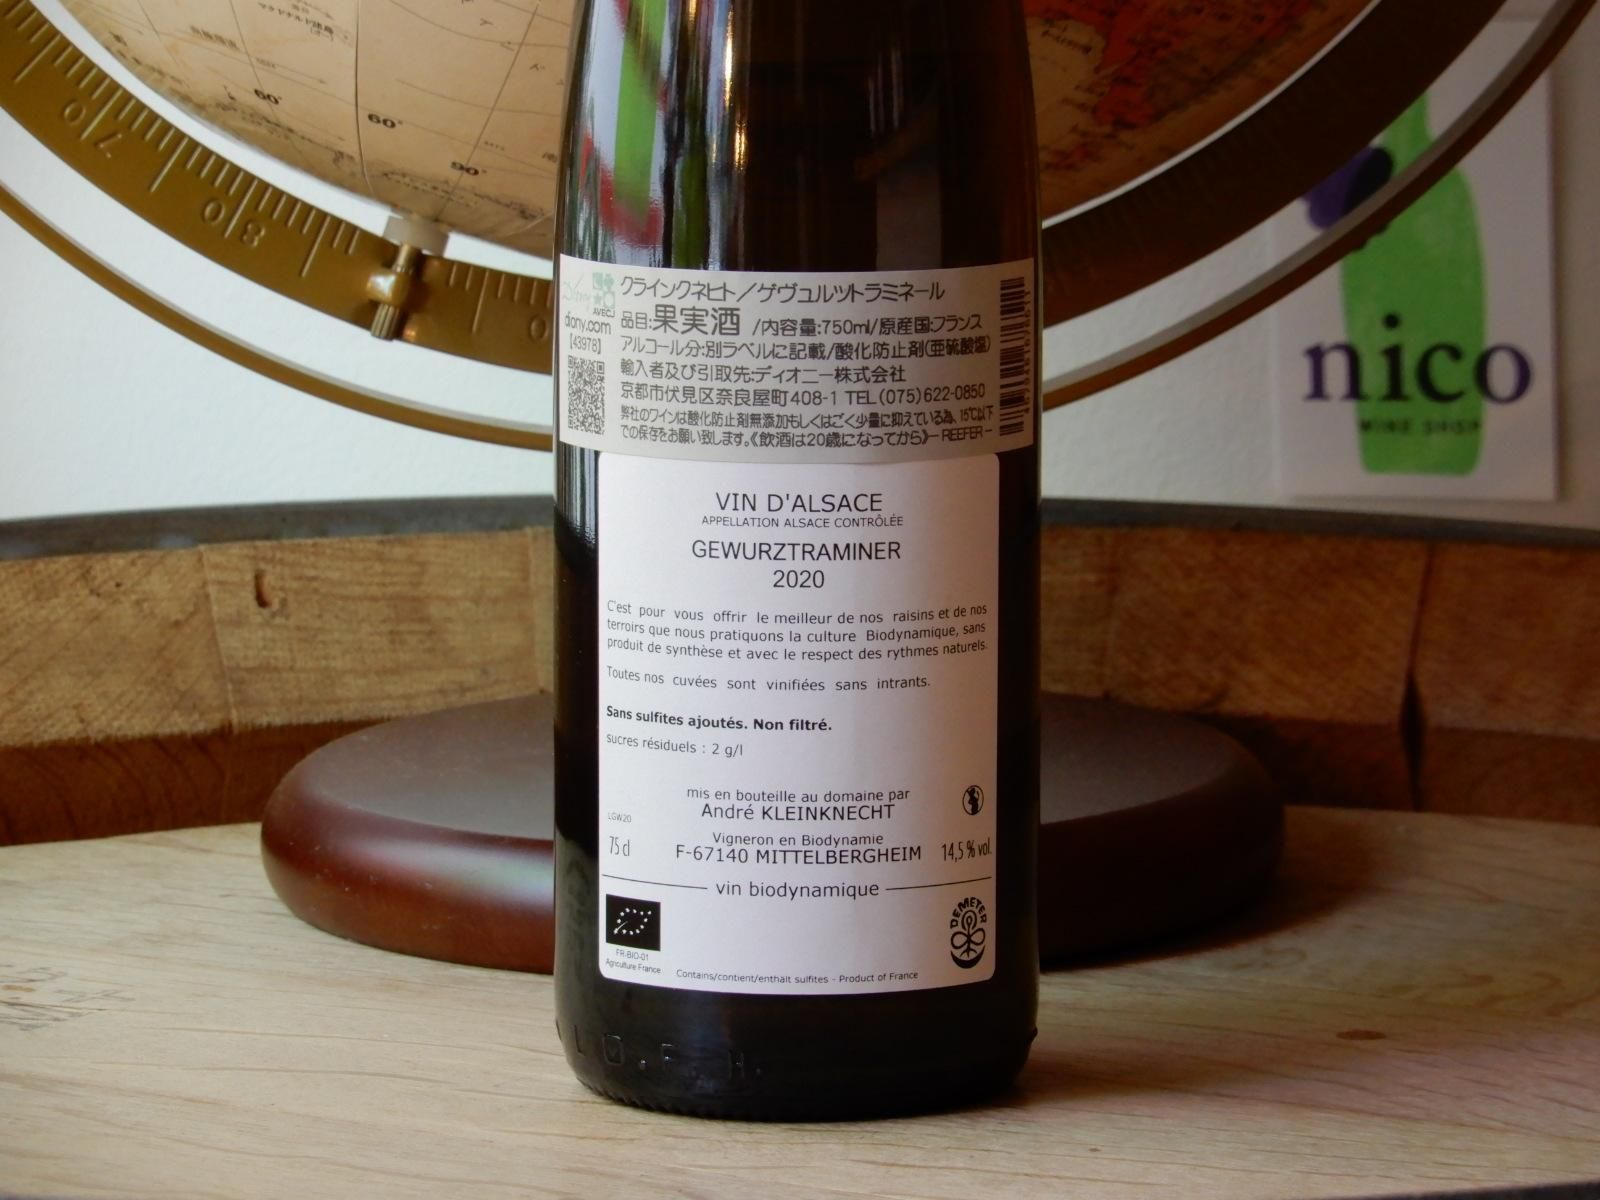 60°
60°
90°
クラインクネヒト／ゲヴュルツトラミネール
AVECJ
diony.com
品目:果実酒 /内容量:750ml/原産国:フランス
【43978】
アルコール分:別ラベルに記載/酸化防止剤(亜硫酸塩)
輸入者及び引取先:ディオニー株式会社
京都市伏見区奈良屋町408-1 TEL(075)622-0850
弊社のワインは酸化防止剤無添加もしくはごく少量に抑えている為、15℃以下
での保存をお願い致します。《飲酒は20歳になってから》－REEFER－
VIN D'ALSACE
APPELLATION ALSACE CONTRÔLÉE
GEWURZTRAMINER
2020
C'est pour vous offrir le meilleur de nos raisins et de nos
terroirs que nous pratiquons la culture Biodynamique, sans
produit de synthèse et avec le respect des rythmes naturels.
Toutes nos cuvées sont vinifiées sans intrants.
Sans sulfites ajoutés. Non filtré.
sucres résiduels : 2 g/l
mis en bouteille au domaine par
André KLEINKNECHT
LGW20
Vigneron en Biodynamie
75 cl
F-67140 MITTELBERGHEIM
14,5 % vol.
vin biodynamique
DEMETER
FR-BIO-01
Agriculture France
Contains/contient/enthält sulfites - Product of France
nico
WINE SHOP